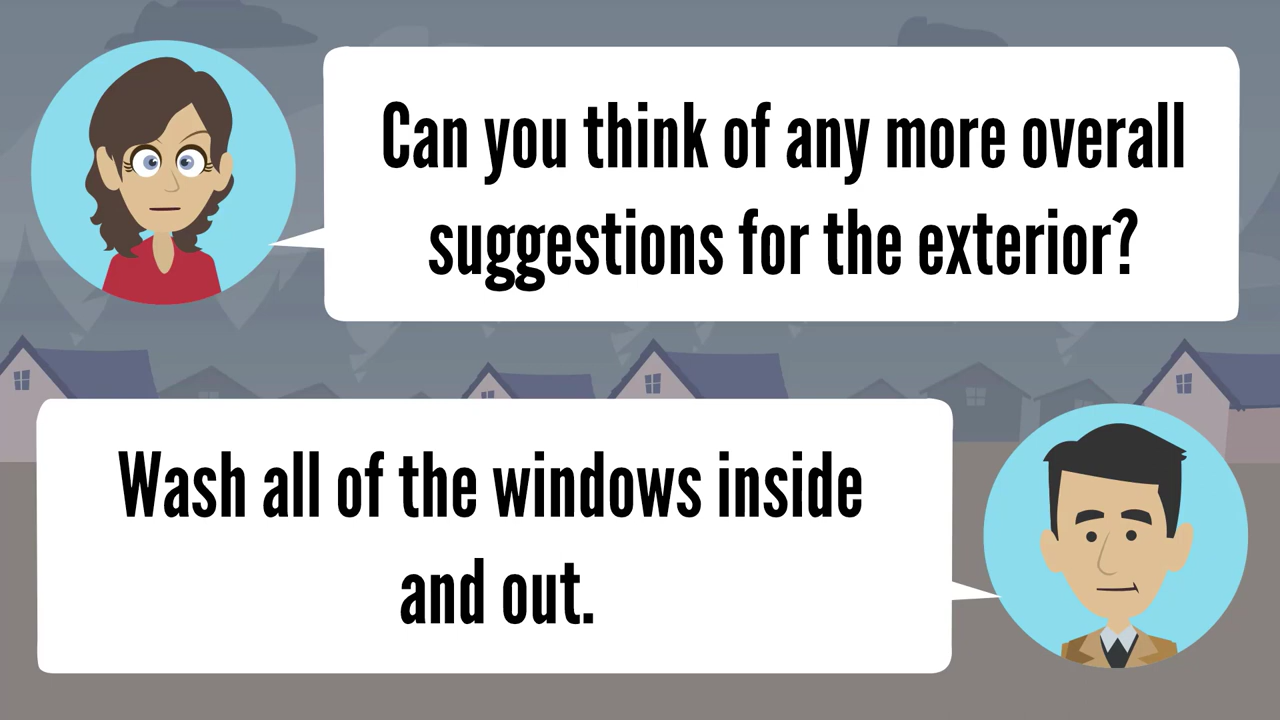 Can you think of any more overall
suggestions for the exterior?
Wash all of the windows inside
and out.